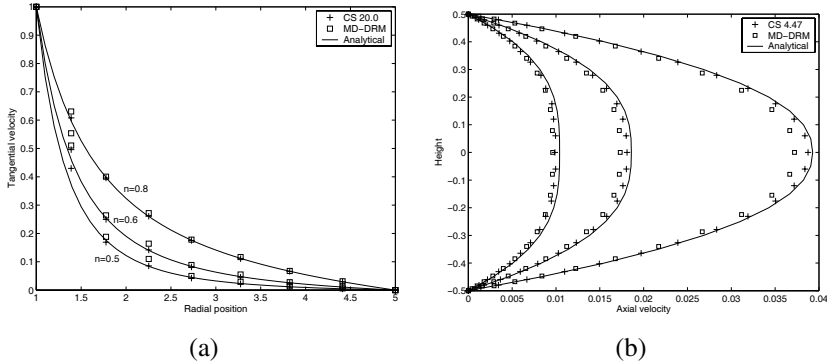 1
0.9
0.8
0.7
0.6
0.5
0.4
0.3
0.2
0.1
0
Tangential velocity
CS 20.0
MD−DRM
Analytical
n=0.8
n=0.6
n=0.5
1
1.5
2
2.5
3
3.5
4
4.5
5
Radial position
(a)
0.5
0.4
0.3
0.2
0.1
0
−0.1
−0.2
−0.3
−0.4
−0.5
Height
CS 4.47
MD−DRM
Analytical
0
0.005
0.01
0.015
0.02
0.025
0.03
0.035
0.04
Axial velocity
(b)